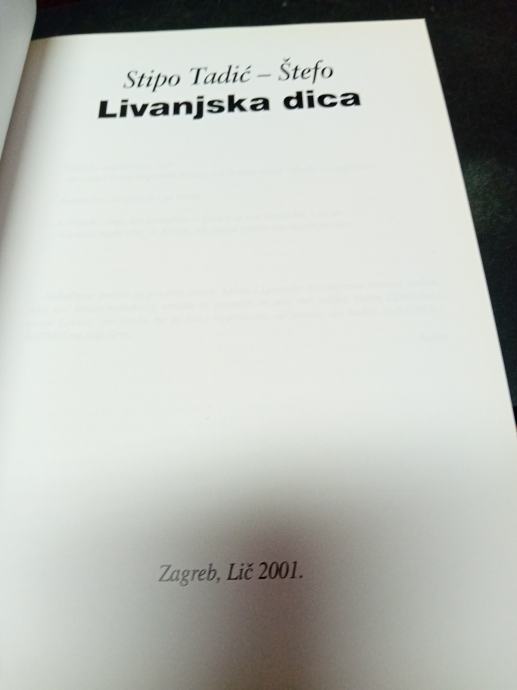 Stipo Tadić – Štefo
Livanjska dica
Zagreb, Lič 2001.